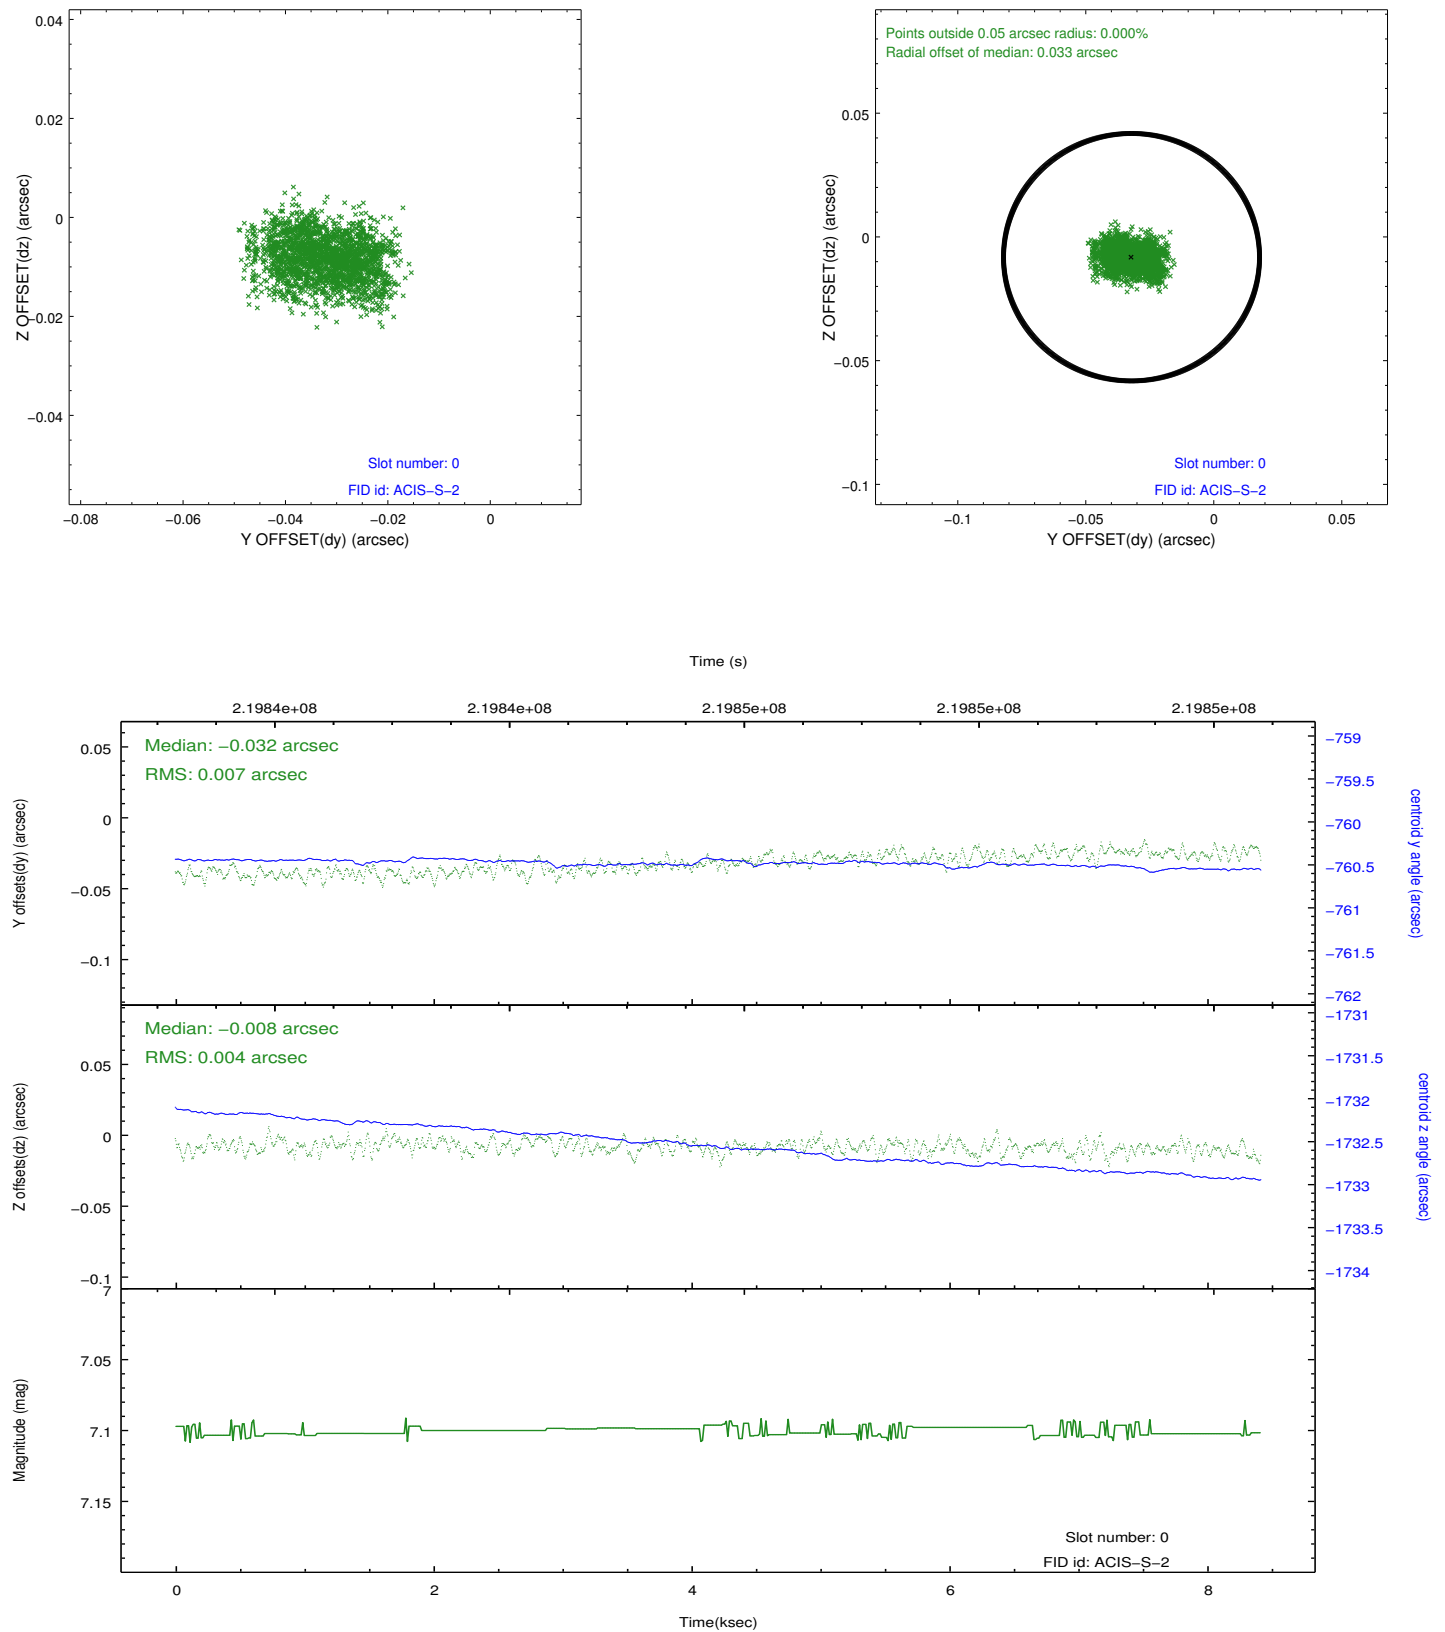 0.04
0.02
0
−0.02
−0.04
Z OFFSET(dz) (arcsec)
Slot number: 0
FID id: ACIS−S−2
−0.08
−0.06
−0.04
−0.02
0
Y OFFSET(dy) (arcsec)
Points outside 0.05 arcsec radius: 0.000%
Radial offset of median: 0.033 arcsec
0.05
0
−0.05
−0.1
Z OFFSET(dz) (arcsec)
Slot number: 0
FID id: ACIS−S−2
−0.1
−0.05
0
0.05
Y OFFSET(dy) (arcsec)
Time (s)
2.1984e+08
2.1984e+08
2.1985e+08
2.1985e+08
2.1985e+08
Median: −0.032 arcsec
RMS: 0.007 arcsec
0.05
0
−0.05
−0.1
Y offsets(dy) (arcsec)
−759
−759.5
−760
−760.5
−761
−761.5
−762
centroid y angle (arcsec)
Median: −0.008 arcsec
RMS: 0.004 arcsec
0.05
0
−0.05
−0.1
Z offsets(dz) (arcsec)
−1731
−1731.5
−1732
−1732.5
−1733
−1733.5
−1734
centroid z angle (arcsec)
7
7.05
7.1
7.15
Magnitude (mag)
Slot number: 0
FID id: ACIS−S−2
0
2
4
6
8
Time(ksec)